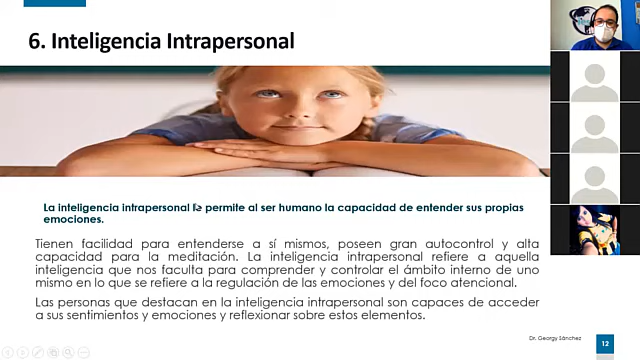 6. Inteligencia Intrapersonal
La inteligencia intrapersonal le permite al ser humano la capacidad de entender sus propias
emociones.
Tienen facilidad para entenderse a sí mismos, poseen gran autocontrol y alta
capacidad para la meditación. La inteligencia intrapersonal refiere a aquella
inteligencia que nos faculta para comprender y controlar el ámbito interno de uno
mismo en lo que se refiere a la regulación de las emociones y del foco atencional.
Las personas que destacan en la inteligencia intrapersonal son capaces de acceder
a sus sentimientos y emociones y reflexionar sobre estos elementos.
Dr. Georgy Sánchez
12